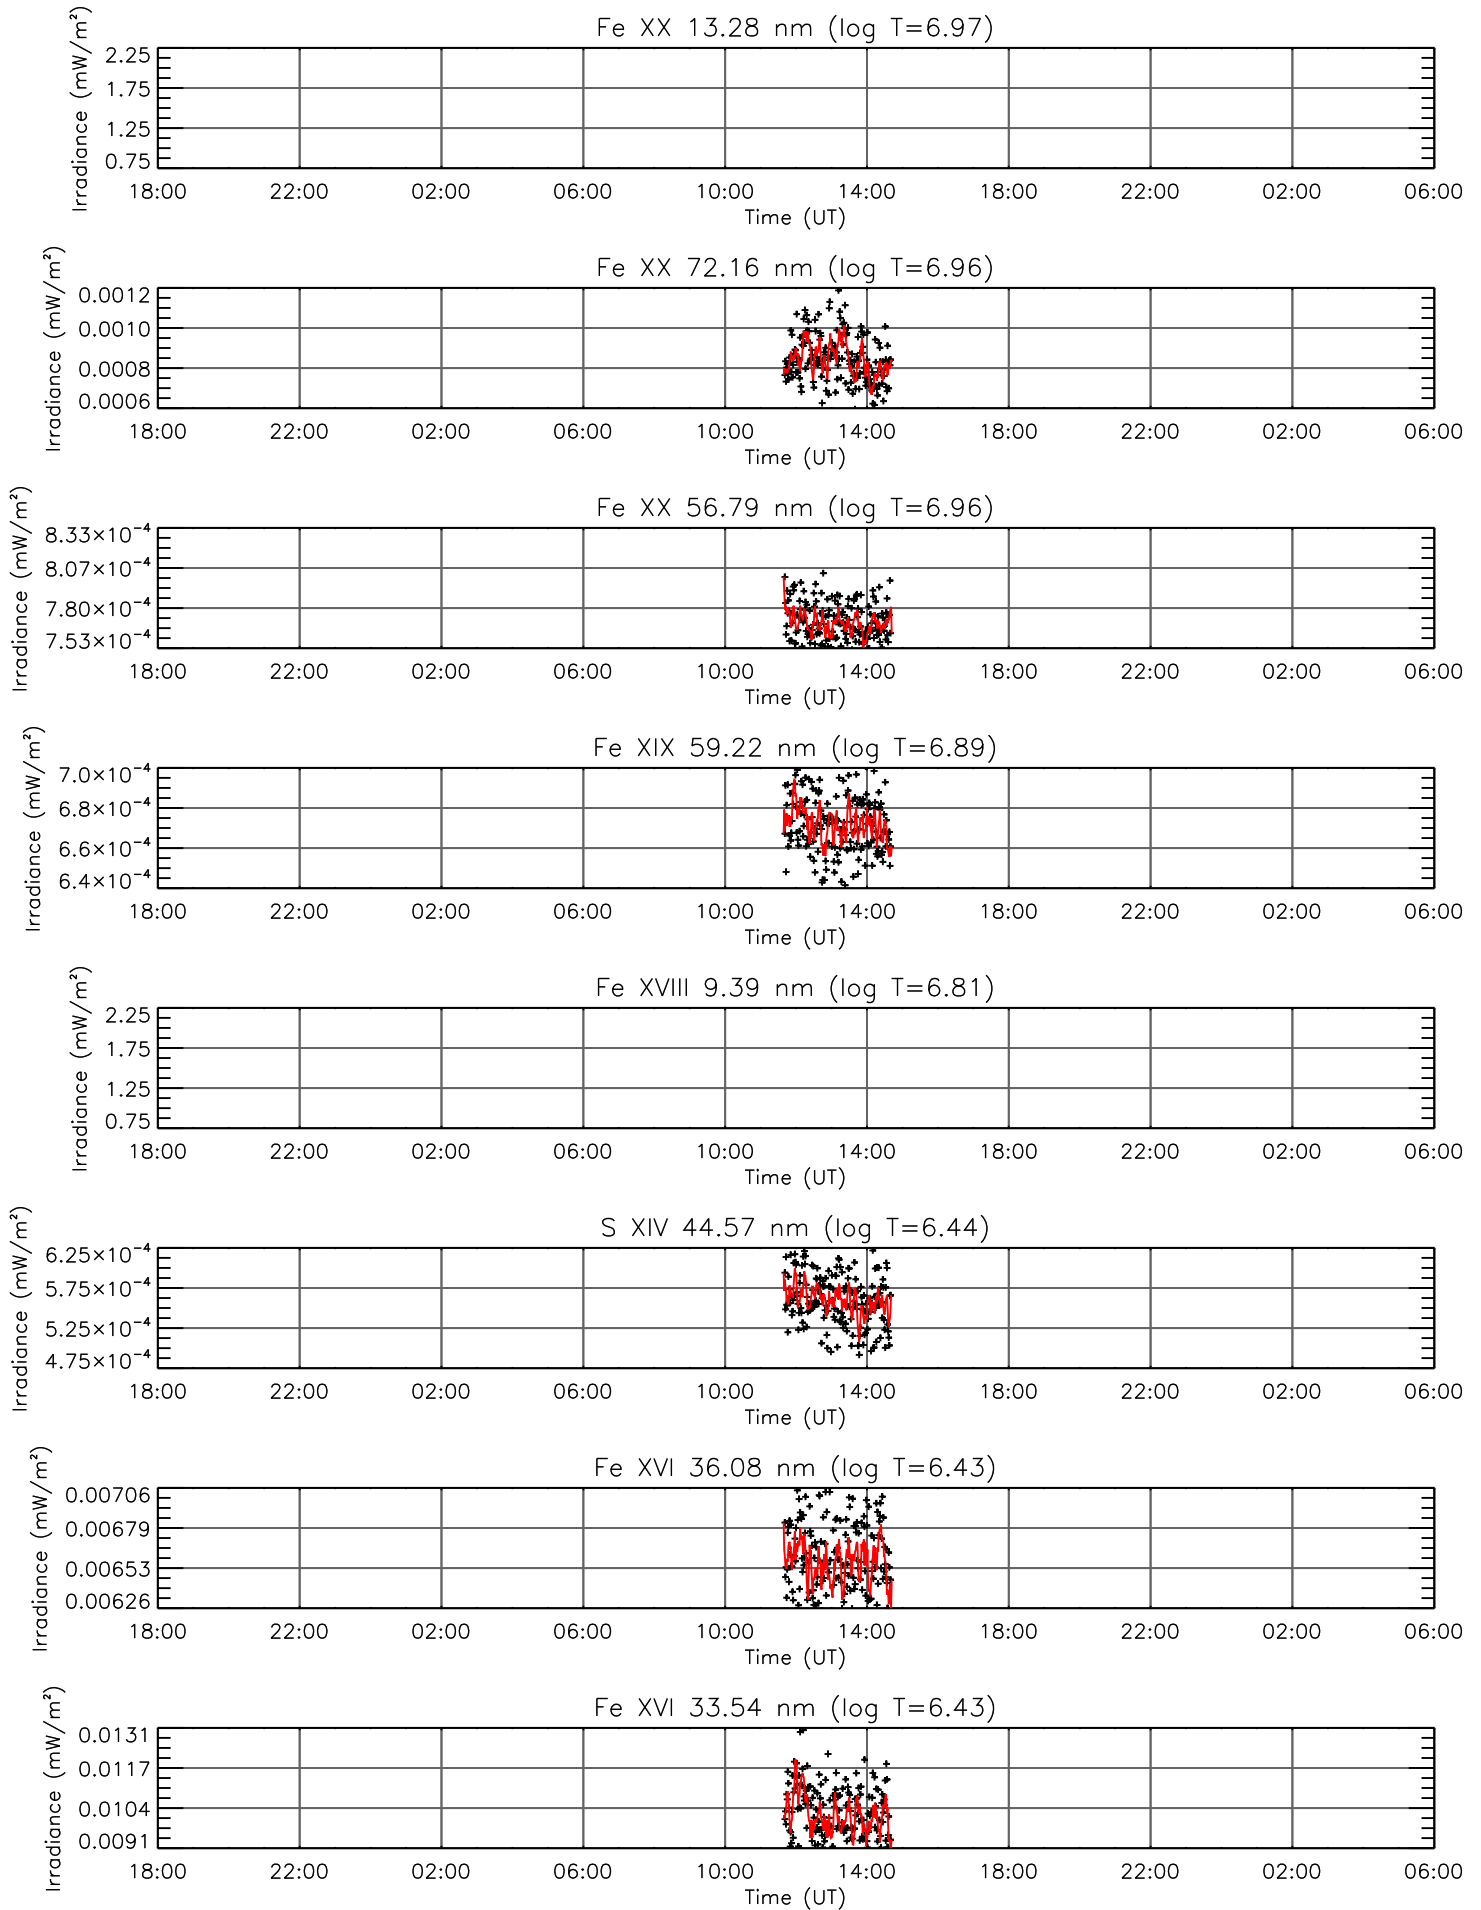 Fe XX 13.28 nm (log T=6.97)
Irradiance (mW/m²)
2.25
1.75
1.25
0.75
18:00 22:00 02:00 06:00 10:00 14:00 18:00 22:00 02:00 06:00
Time (UT)
Fe XX 72.16 nm (log T=6.96)
Irradiance (mW/m²)
0.0012
0.0010
0.0008
0.0006
18:00 22:00 02:00 06:00 10:00 14:00 18:00 22:00 02:00 06:00
Time (UT)
Fe XX 56.79 nm (log T=6.96)
Irradiance (mW/m²)
8.33×10⁻⁴
8.07×10⁻⁴
7.80×10⁻⁴
7.53×10⁻⁴
18:00 22:00 02:00 06:00 10:00 14:00 18:00 22:00 02:00 06:00
Time (UT)
Fe XIX 59.22 nm (log T=6.89)
Irradiance (mW/m²)
7.0×10⁻⁴
6.8×10⁻⁴
6.6×10⁻⁴
6.4×10⁻⁴
18:00 22:00 02:00 06:00 10:00 14:00 18:00 22:00 02:00 06:00
Time (UT)
Fe XVIII 9.39 nm (log T=6.81)
Irradiance (mW/m²)
2.25
1.75
1.25
0.75
18:00 22:00 02:00 06:00 10:00 14:00 18:00 22:00 02:00 06:00
Time (UT)
S XIV 44.57 nm (log T=6.44)
Irradiance (mW/m²)
6.25×10⁻⁴
5.75×10⁻⁴
5.25×10⁻⁴
4.75×10⁻⁴
18:00 22:00 02:00 06:00 10:00 14:00 18:00 22:00 02:00 06:00
Time (UT)
Fe XVI 36.08 nm (log T=6.43)
Irradiance (mW/m²)
0.00706
0.00679
0.00653
0.00626
18:00 22:00 02:00 06:00 10:00 14:00 18:00 22:00 02:00 06:00
Time (UT)
Fe XVI 33.54 nm (log T=6.43)
Irradiance (mW/m²)
0.0131
0.0117
0.0104
0.0091
18:00 22:00 02:00 06:00 10:00 14:00 18:00 22:00 02:00 06:00
Time (UT)